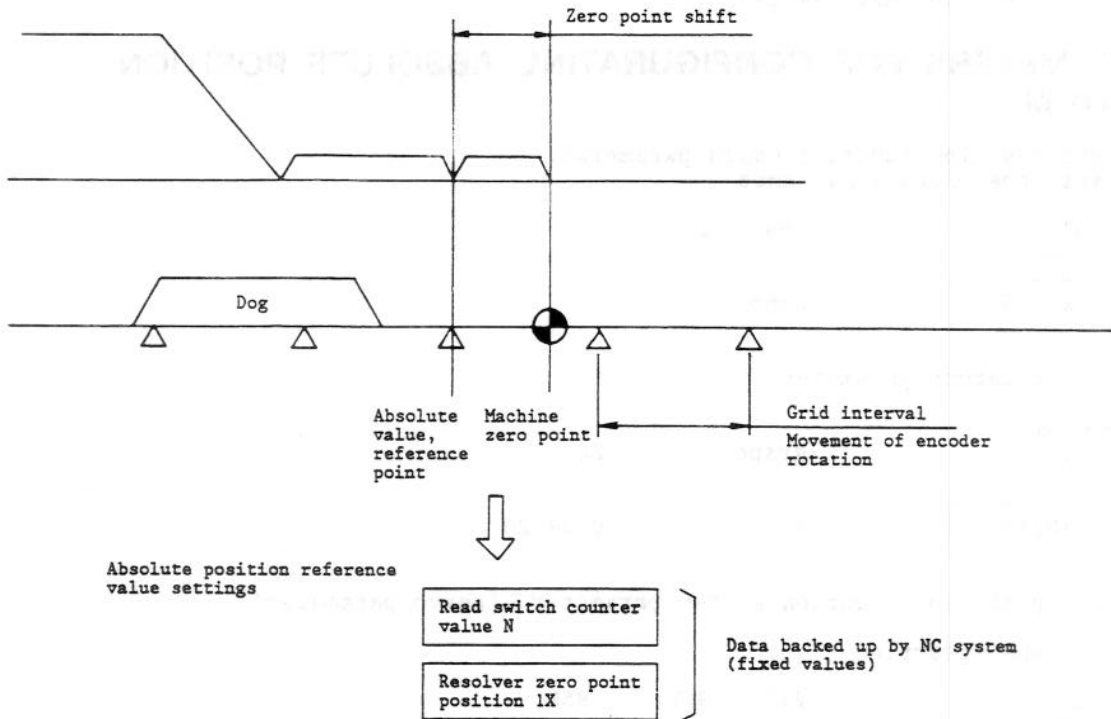 Zero point shift
Dog
Absolute
value,
reference
point
Machine
zero point
Grid interval
Movement of encoder
rotation
Absolute position reference
value settings
Read switch counter
value N
Resolver zero point
position 1X
Data backed up by NC system
(fixed values)